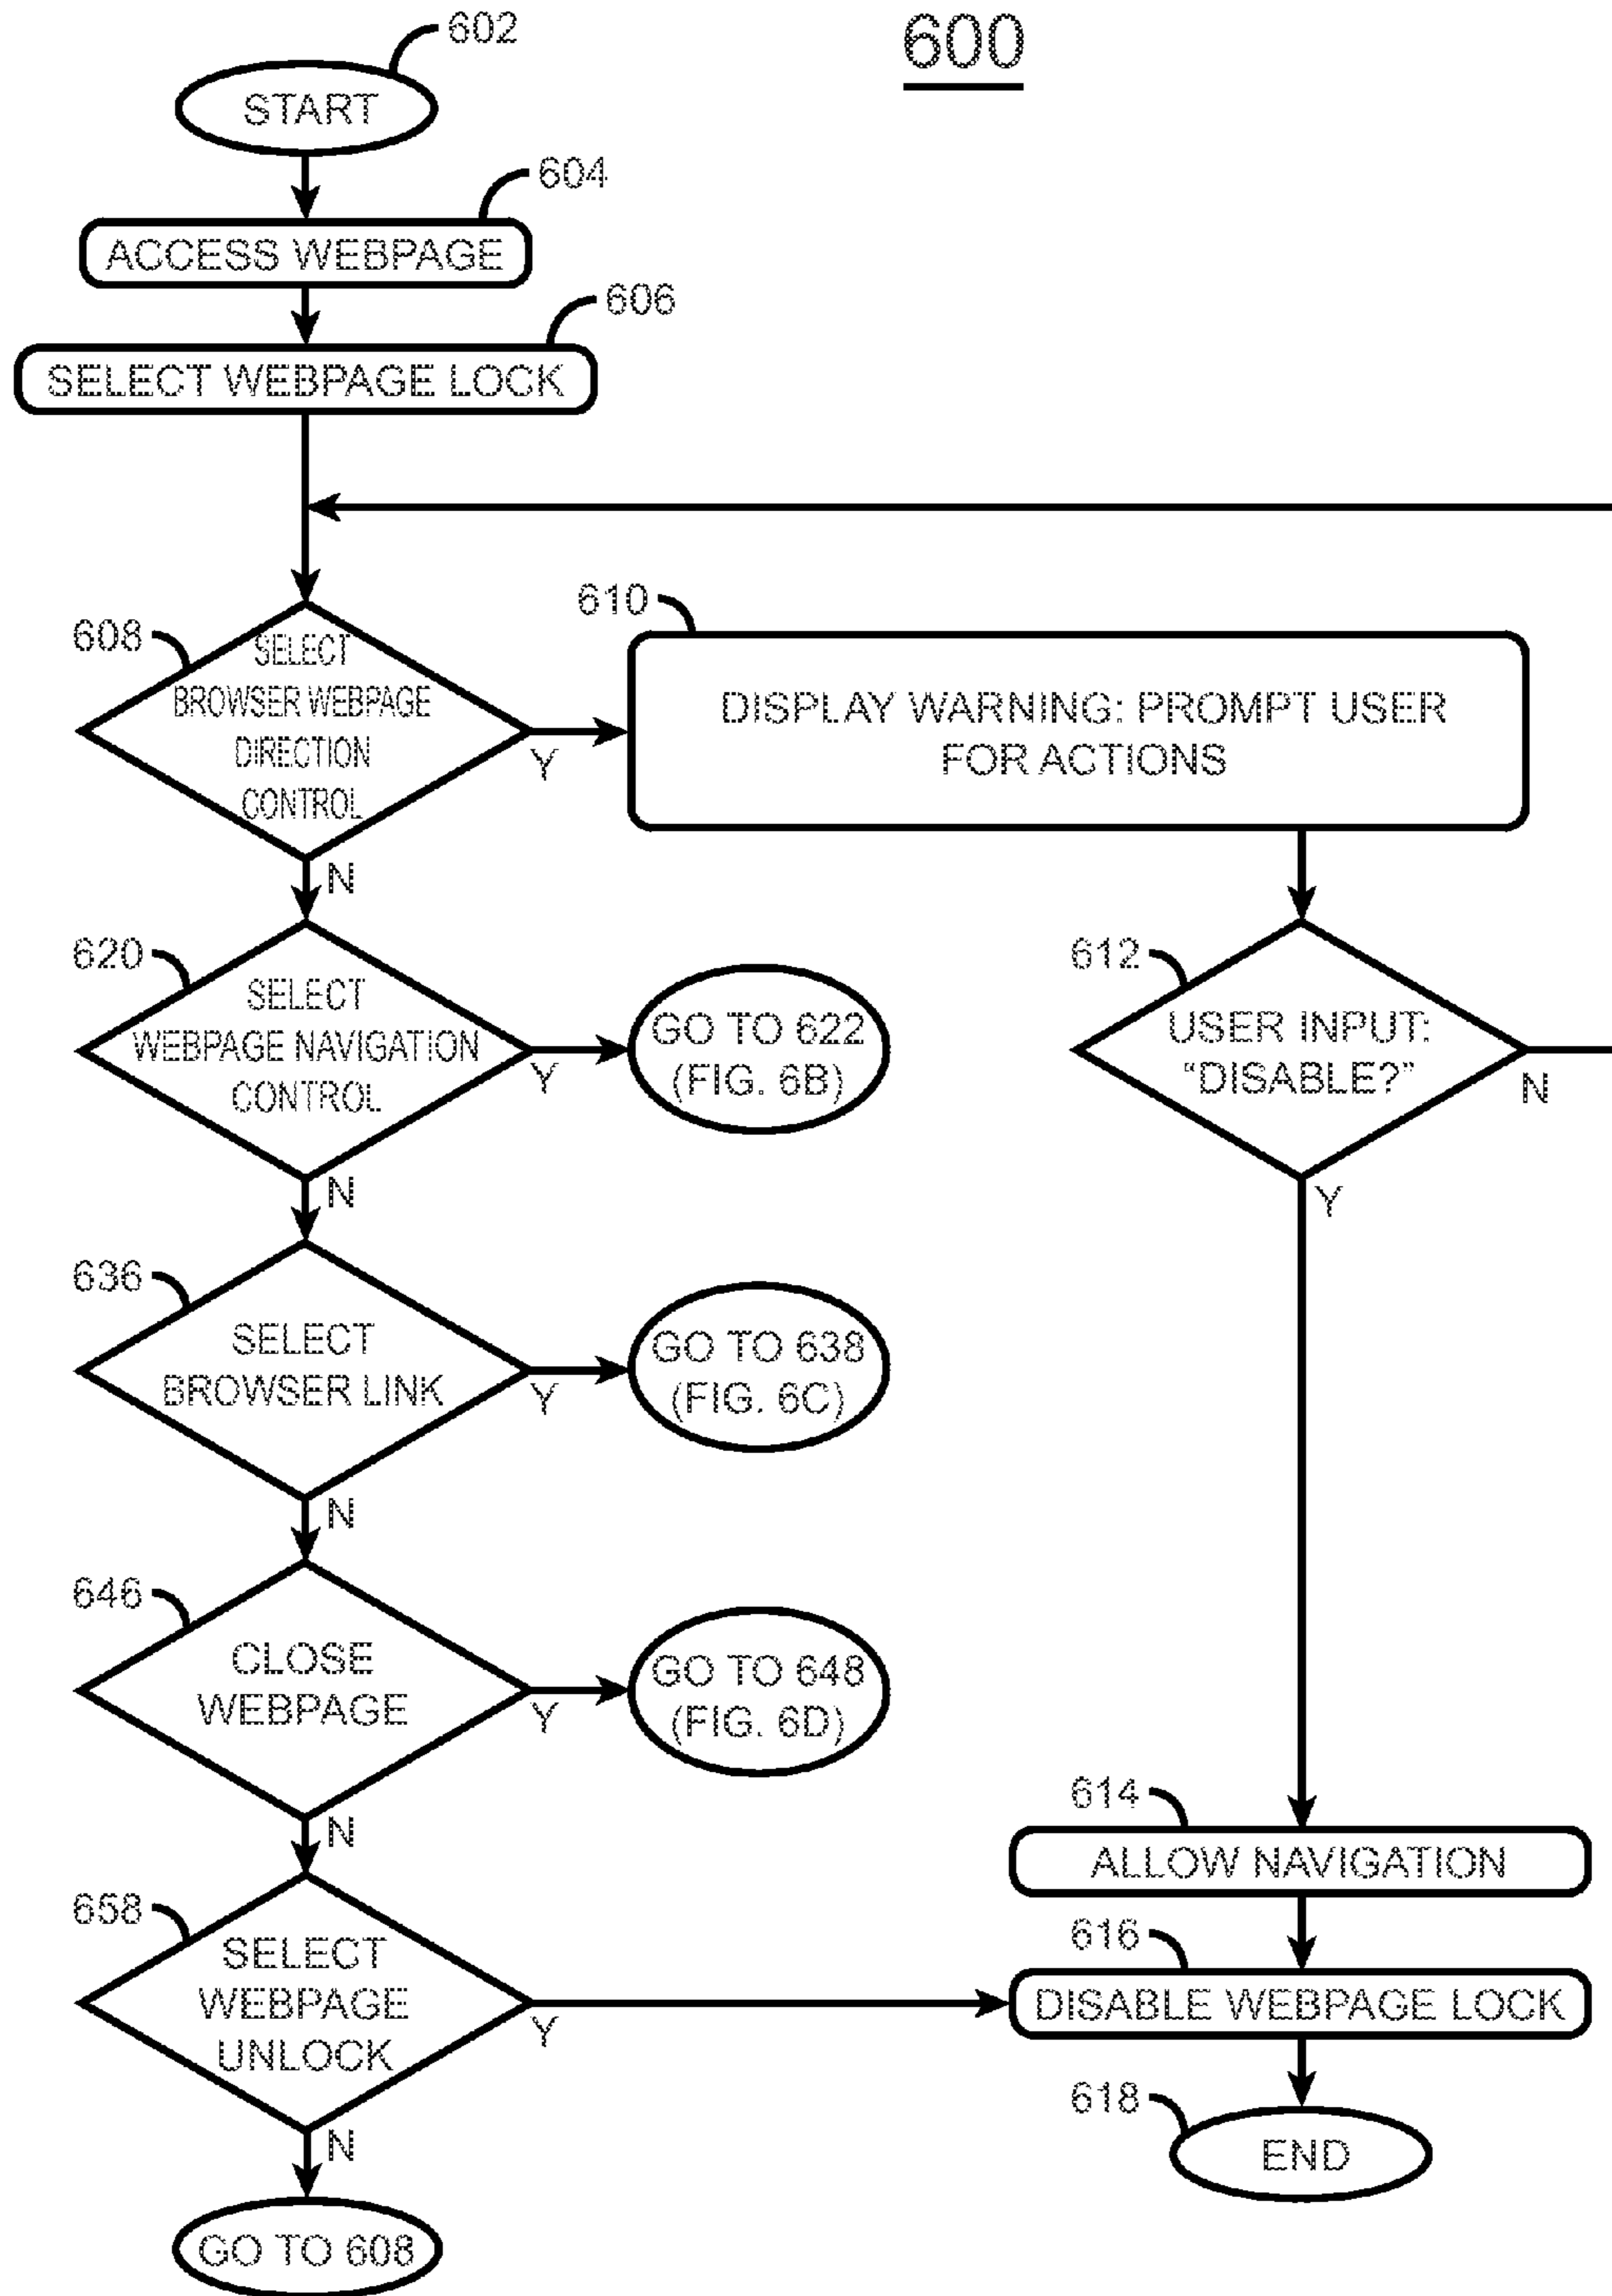 600
602
START
604
ACCESS WEBPAGE
606
SELECT WEBPAGE LOCK
608
SELECT
BROWSER WEBPAGE
DIRECTION
CONTROL
Y
N
610
DISPLAY WARNING: PROMPT USER
FOR ACTIONS
612
USER INPUT:
"DISABLE?"
N
Y
620
SELECT
WEBPAGE NAVIGATION
CONTROL
Y
N
GO TO 622
(FIG. 6B)
636
SELECT
BROWSER LINK
Y
N
GO TO 638
(FIG. 6C)
646
CLOSE
WEBPAGE
Y
N
GO TO 648
(FIG. 6D)
614
ALLOW NAVIGATION
658
SELECT
WEBPAGE
UNLOCK
Y
N
616
DISABLE WEBPAGE LOCK
618
END
GO TO 608